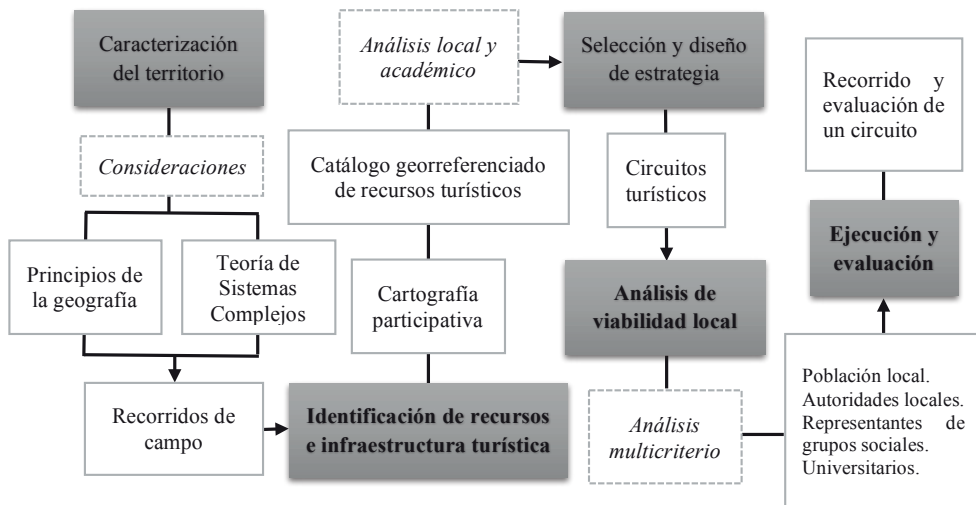 Caracterización
del territorio
Consideraciones
Principios de
la geografía
Teoría de
Sistemas
Complejos
Recorridos de
campo
Identificación de recursos
e infraestructura turística
Cartografía
participativa
Catálogo georreferenciado
de recursos turísticos
Análisis local y
académico
Selección y diseño
de estrategia
Circuitos
turísticos
Análisis de
viabilidad local
Análisis
multicriterio
Población local.
Autoridades locales.
Representantes de
grupos sociales.
Universitarios.
Ejecución y
evaluación
Recorrido y
evaluación de
un circuito